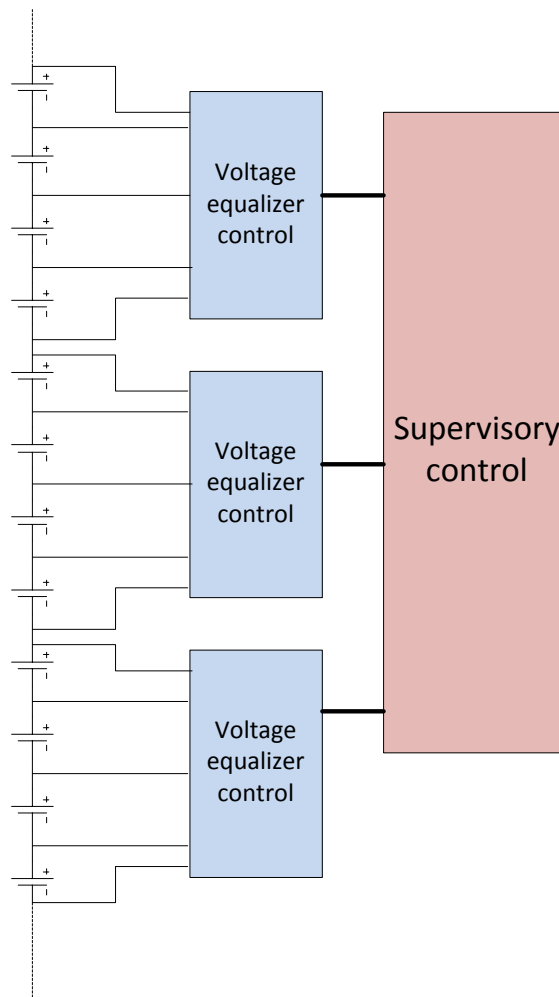 Voltage
equalizer
control
Voltage
equalizer
control
Voltage
equalizer
control
Supervisory
control